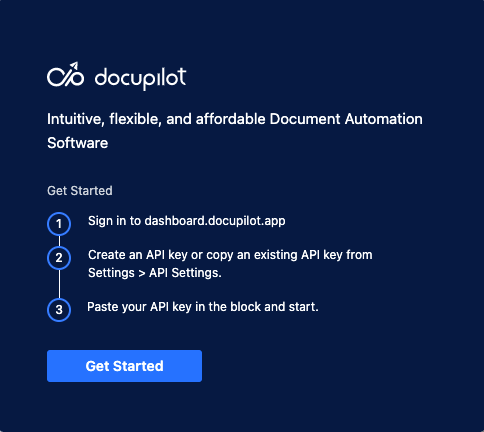 docupilot
Intuitive, flexible, and affordable Document Automation
Software
Get Started
1 Sign in to dashboard.docupilot.app
2 Create an API key or copy an existing API key from
Settings > API Settings.
3 Paste your API key in the block and start.
Get Started